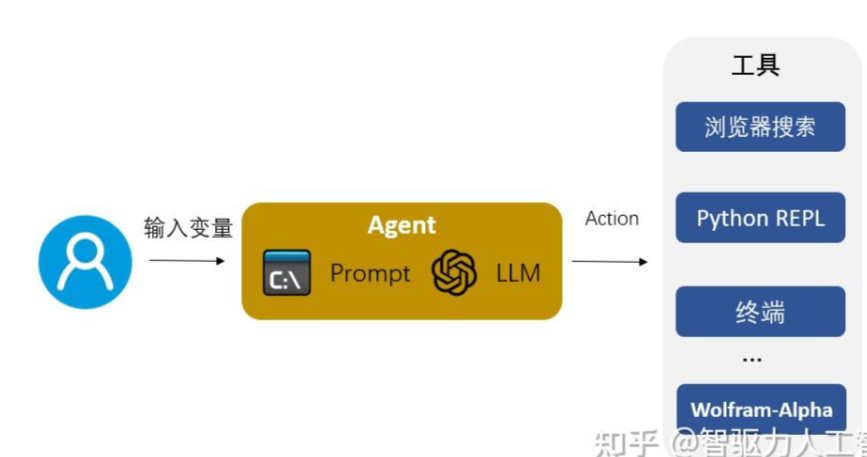 工具
浏览器搜索
输入变量
Agent
Action
Python REPL
C:\
Prompt
LLM
终端
...
Wolfram-Alpha
知乎 @智驱力人工智